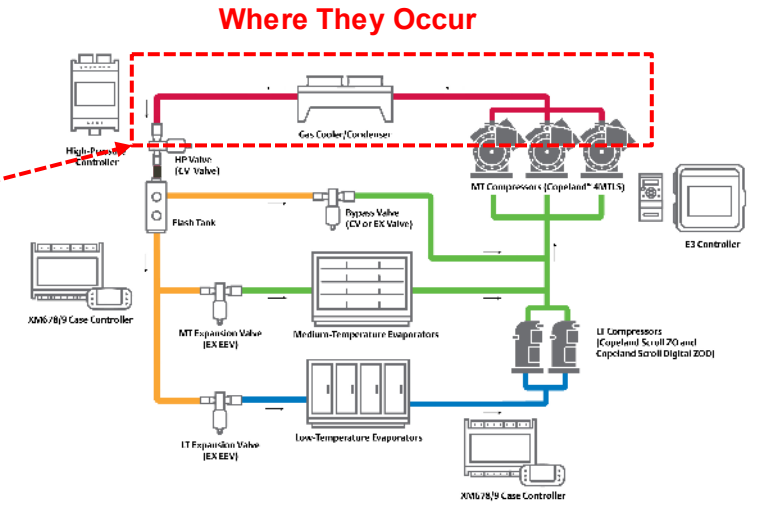 Where They Occur
Gas Cooler/Condenser
High-Pressure
Controller
HP Valve
(CV Valve)
MT Compressors (Copeland™ 4MTLS)
Flash Tank
Bypass Valve
(CV or EX Valve)
E3 Controller
XM678/9 Case Controller
MT Expansion Valve
(EX EEV)
Medium-Temperature Evaporators
LT Compressors
(Copeland Scroll ZO and
Copeland Scroll Digital ZOD)
LT Expansion Valve
(EX EEV)
Low-Temperature Evaporators
XM678/9 Case Controller